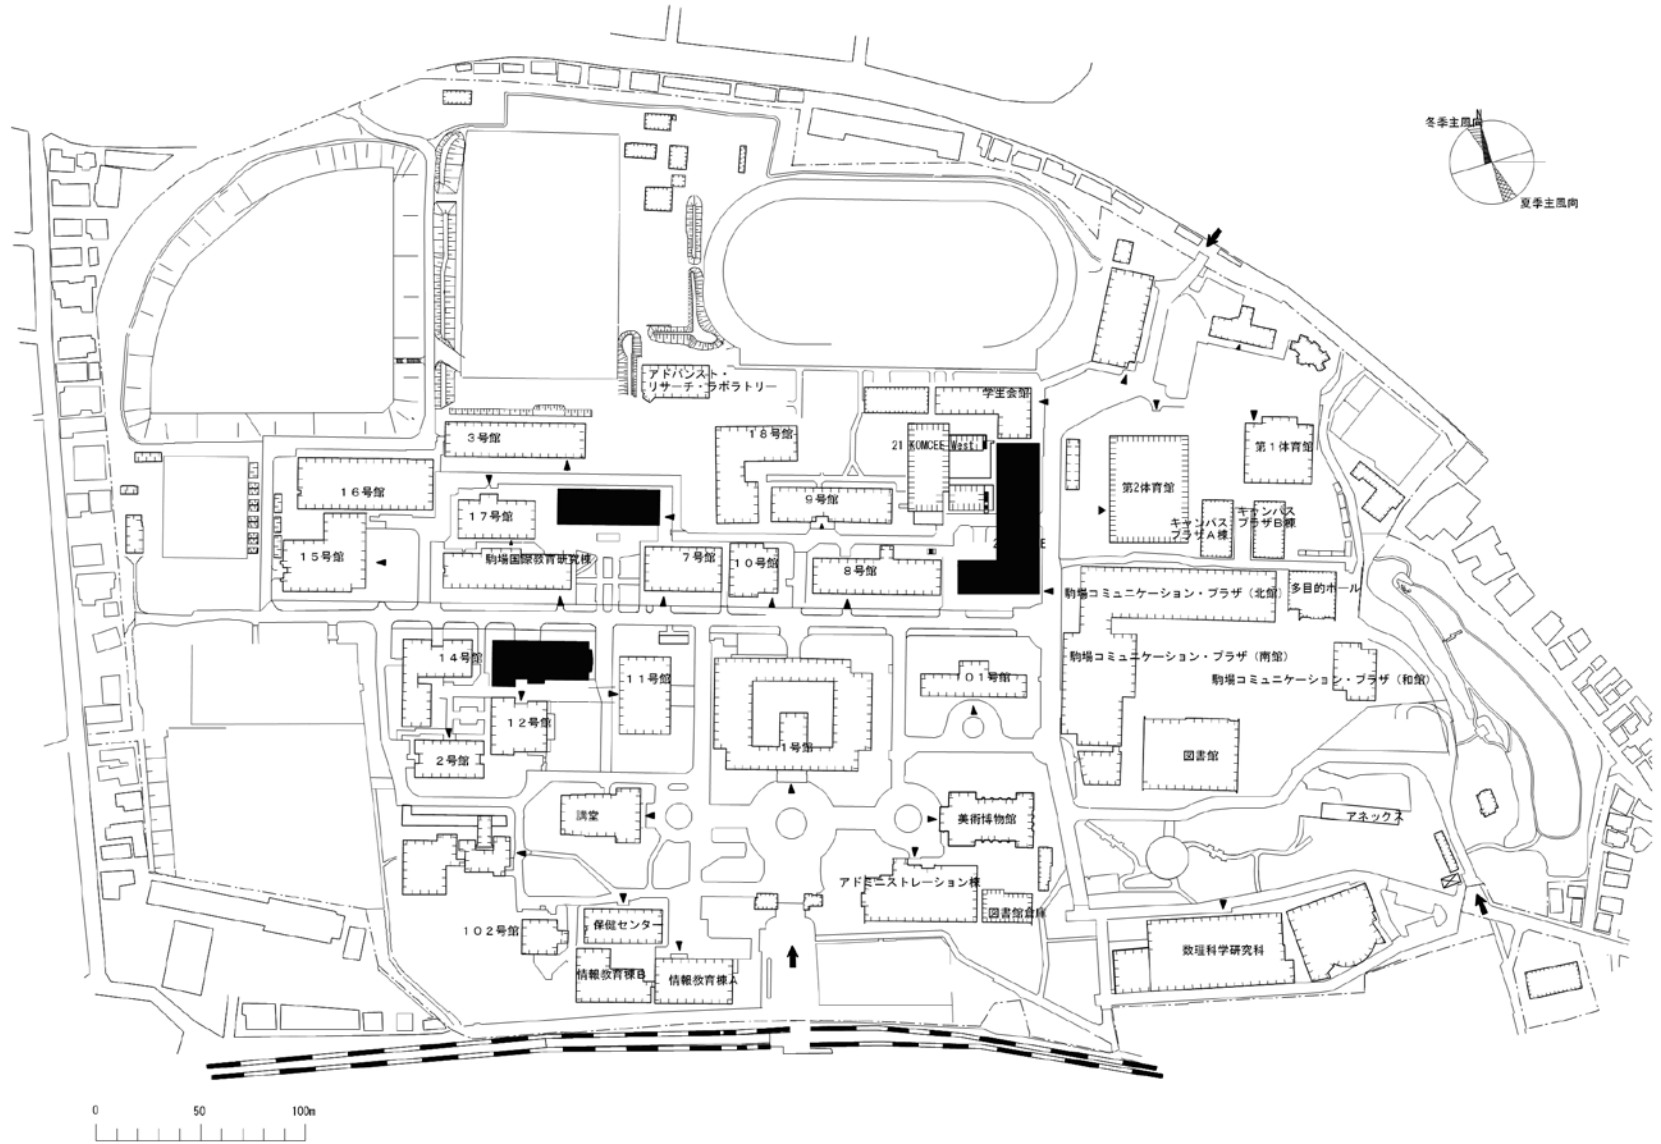 冬季主風向
夏季主風向
アドバンスト・
リサーチ・ラボラトリー
学生会館
3号館
18号館
21 KOMCEE West
第1体育館
16号館
9号館
第2体育館
17号館
キャンパス
プラザB棟
キャンパス
プラザA棟
15号館
駒場国際教育研究棟
7号館
10号館
8号館
E
駒場コミュニケーション・プラザ（北館）
多目的ホール
14号館
11号館
101号館
駒場コミュニケーション・プラザ（南館）
駒場コミュニケーション・プラザ（和館）
12号館
2号館
1号館
図書館
講堂
美術博物館
アネックス
アドミニストレーション棟
図書館倉庫
102号館
保健センター
数理科学研究科
情報教育棟B
情報教育棟A
0
50
100m